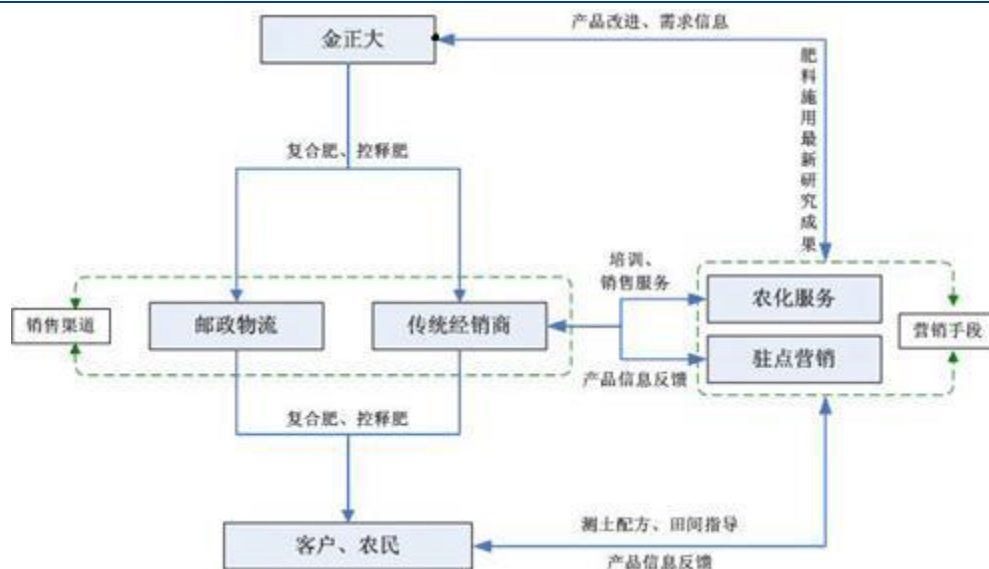 产品改进、需求信息
金正大
肥料施用最新研究成果
复合肥、控释肥
培训、
销售服务
农化服务
销售渠道
邮政物流
传统经销商
营销手段
驻点营销
产品信息反馈
复合肥、控释肥
测土配方、田间指导
客户、农民
产品信息反馈